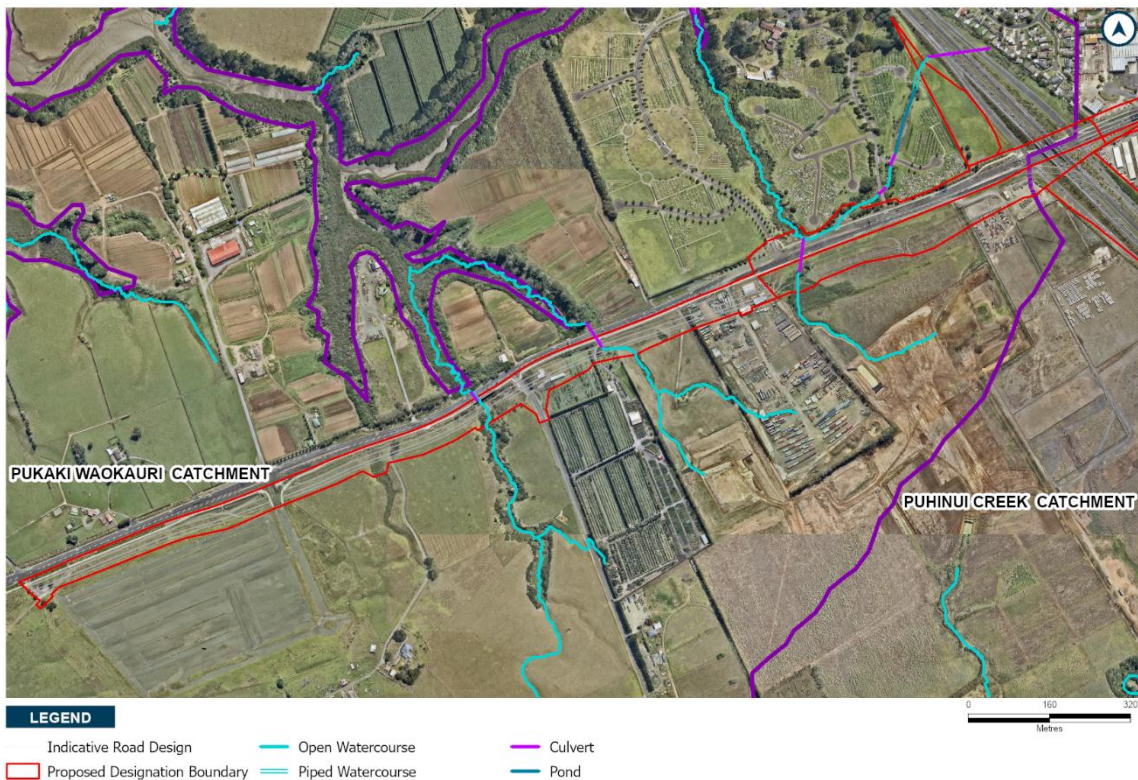 PUKAKI WAOKAURI CATCHMENT
PUHINUI CREEK CATCHMENT
LEGEND
0 160 320
Metres
Indicative Road Design
Open Watercourse
Culvert
Proposed Designation Boundary
Piped Watercourse
Pond